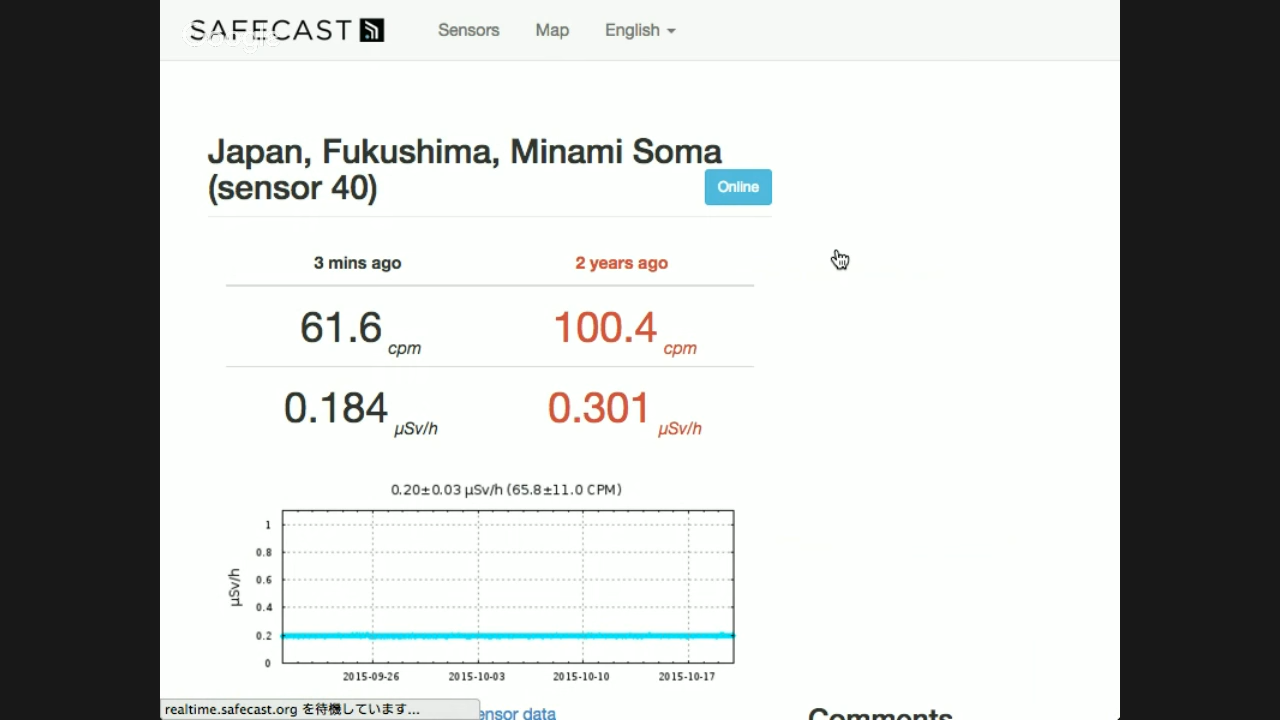 SAFECAST Sensors Map English
Google
Japan, Fukushima, Minami Soma
(sensor 40)
Online
3 mins ago 2 years ago
61.6 cpm 100.4 cpm
0.184 μSv/h 0.301 μSv/h
0.20±0.03 μSv/h (65.8±11.0 CPM)
μSv/h
1
0.8
0.6
0.4
0.2
0
2015-09-26 2015-10-03 2015-10-10 2015-10-17
realtime.safecast.org を待機しています...
ensor data
Comments